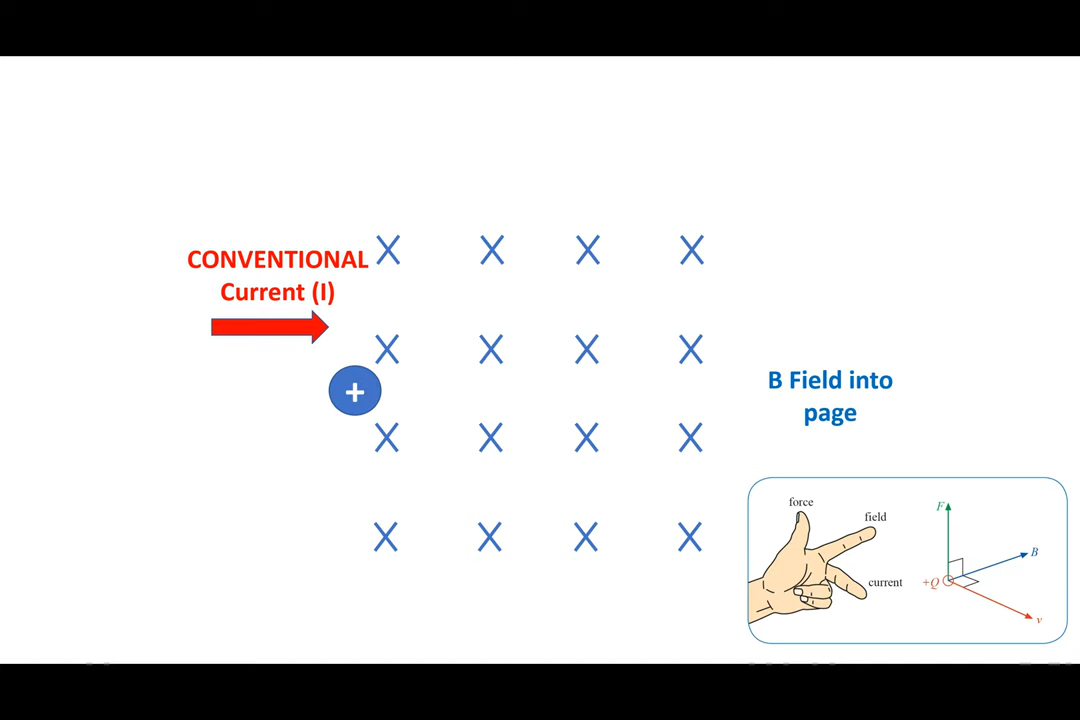 CONVENTIONAL
Current (I)
X X X X
X X X X
+
X X X X
X X X X
B Field into
page
force
field
current
F
B
+Q
v